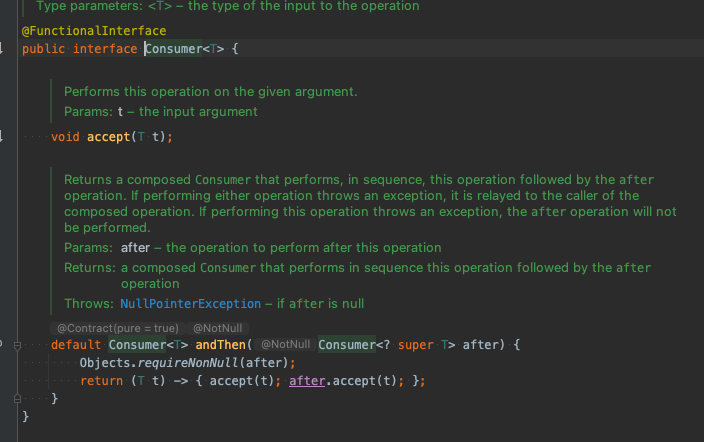 Type parameters: <T> – the type of the input to the operation
@FunctionalInterface
public interface Consumer<T> {
Performs this operation on the given argument.
Params: t – the input argument
void accept(T t);
Returns a composed Consumer that performs, in sequence, this operation followed by the after
operation. If performing either operation throws an exception, it is relayed to the caller of the
composed operation. If performing this operation throws an exception, the after operation will not
be performed.
Params: after – the operation to perform after this operation
Returns: a composed Consumer that performs in sequence this operation followed by the after
operation
Throws: NullPointerException – if after is null
@Contract(pure = true) @NotNull
default Consumer<T> andThen( @NotNull Consumer<? super T> after) {
Objects.requireNonNull(after);
return (T t) -> { accept(t); after.accept(t); };
}
}